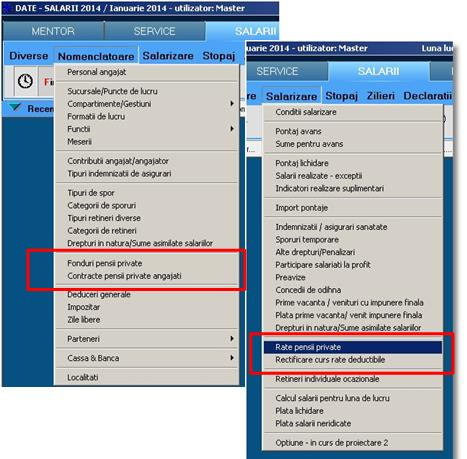 DATE - SALARII 2014 / Ianuarie 2014 - utilizator: Master
MENTOR SERVICE SALARII
Diverse Nomenclatoare Salarizare Stopaj
Personal angajat
Sucursale/Puncte de lucru
Compartimente/Gestiuni
Formatii de lucru
Functii
Meserii
Contributii angajat/angajator
Tipuri indemnizatii de asigurari
Tipuri de spor
Categorii de sporuri
Tipuri retineri diverse
Categorii de retineri
Drepturi in natura/Sume asimilate salariilor
Fonduri pensii private
Contracte pensii private angajati
Deduceri generale
Impozitar
Zile libere
Parteneri
Cassa & Banca
Localitati
uarie 2014 - utilizator: Master Luna lu
SERVICE SALARII
re Salarizare Stopaj Zilieri Declaratii
Conditii salarizare
Pontaj avans
Sume pentru avans
Pontaj lichidare
Salarii realizate - exceptii
Indicatori realizare suplimentari
Import pontaje
Indemnizatii / asigurari sanatate
Sporuri temporare
Alte drepturi/Penalizari
Participare salariati la profit
Preavize
Concedii de odihna
Prime vacanta/ venituri cu impunere finala
Plata prime vacanta/ venit impunere finala
Drepturi in natura/Sume asimilate salariilor
Rate pensii private
Rectificare curs rate deductibile
Retineri individuale ocazionale
Calcul salarii pentru luna de lucru
Plata lichidare
Plata salarii neridicate
Optiune - in curs de proiectare 2